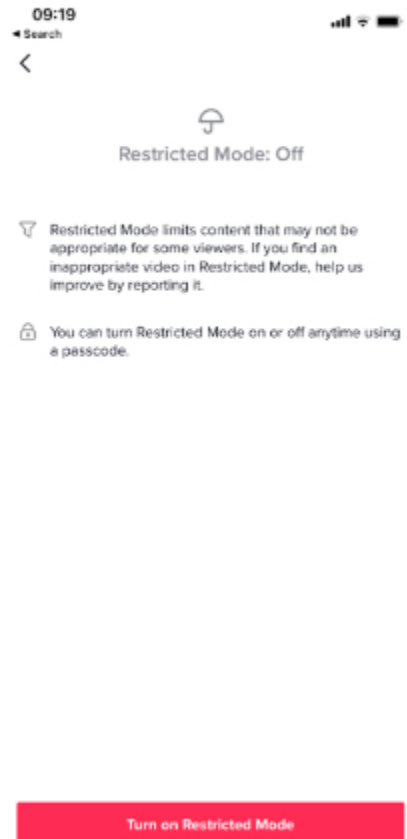 09:19
Search
Restricted Mode: Off
Restricted Mode limits content that may not be
appropriate for some viewers. If you find an
inappropriate video in Restricted Mode, help us
improve by reporting it.
You can turn Restricted Mode on or off anytime using
a passcode.
Turn on Restricted Mode